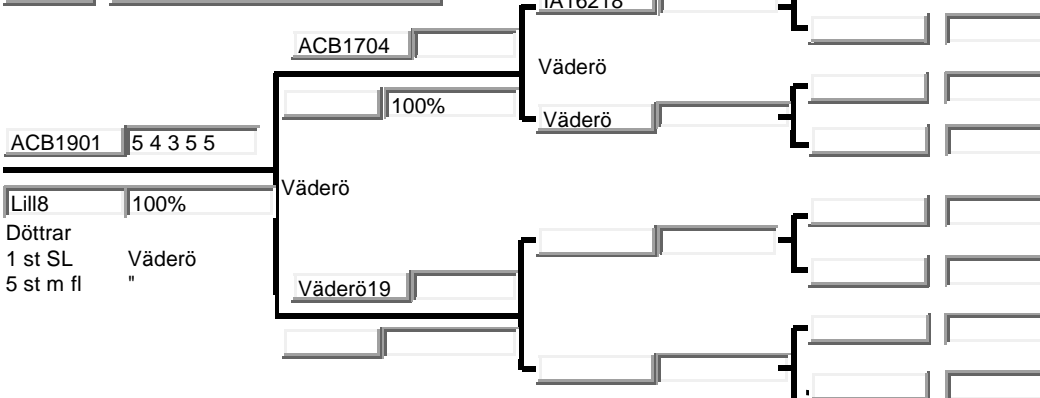 IA16218
ACB1704
Väderö
100%
Väderö
ACB1901 5 4 3 5 5
Väderö
Lill8 100%
Döttrar
1 st SL Väderö
5 st m fl "
Väderö19